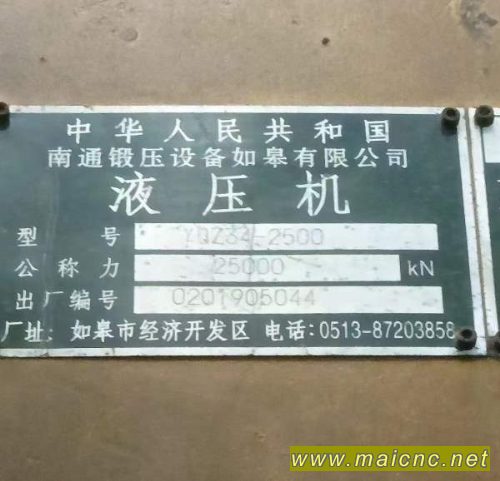 中华人民共和国
南通锻压设备如皋有限公司
液压机
型号 YQZ34-2500
公称力 25000 kN
出厂编号 0201905044
厂址: 如皋市经济开发区 电话:0513-87203858
www.maicnc.net